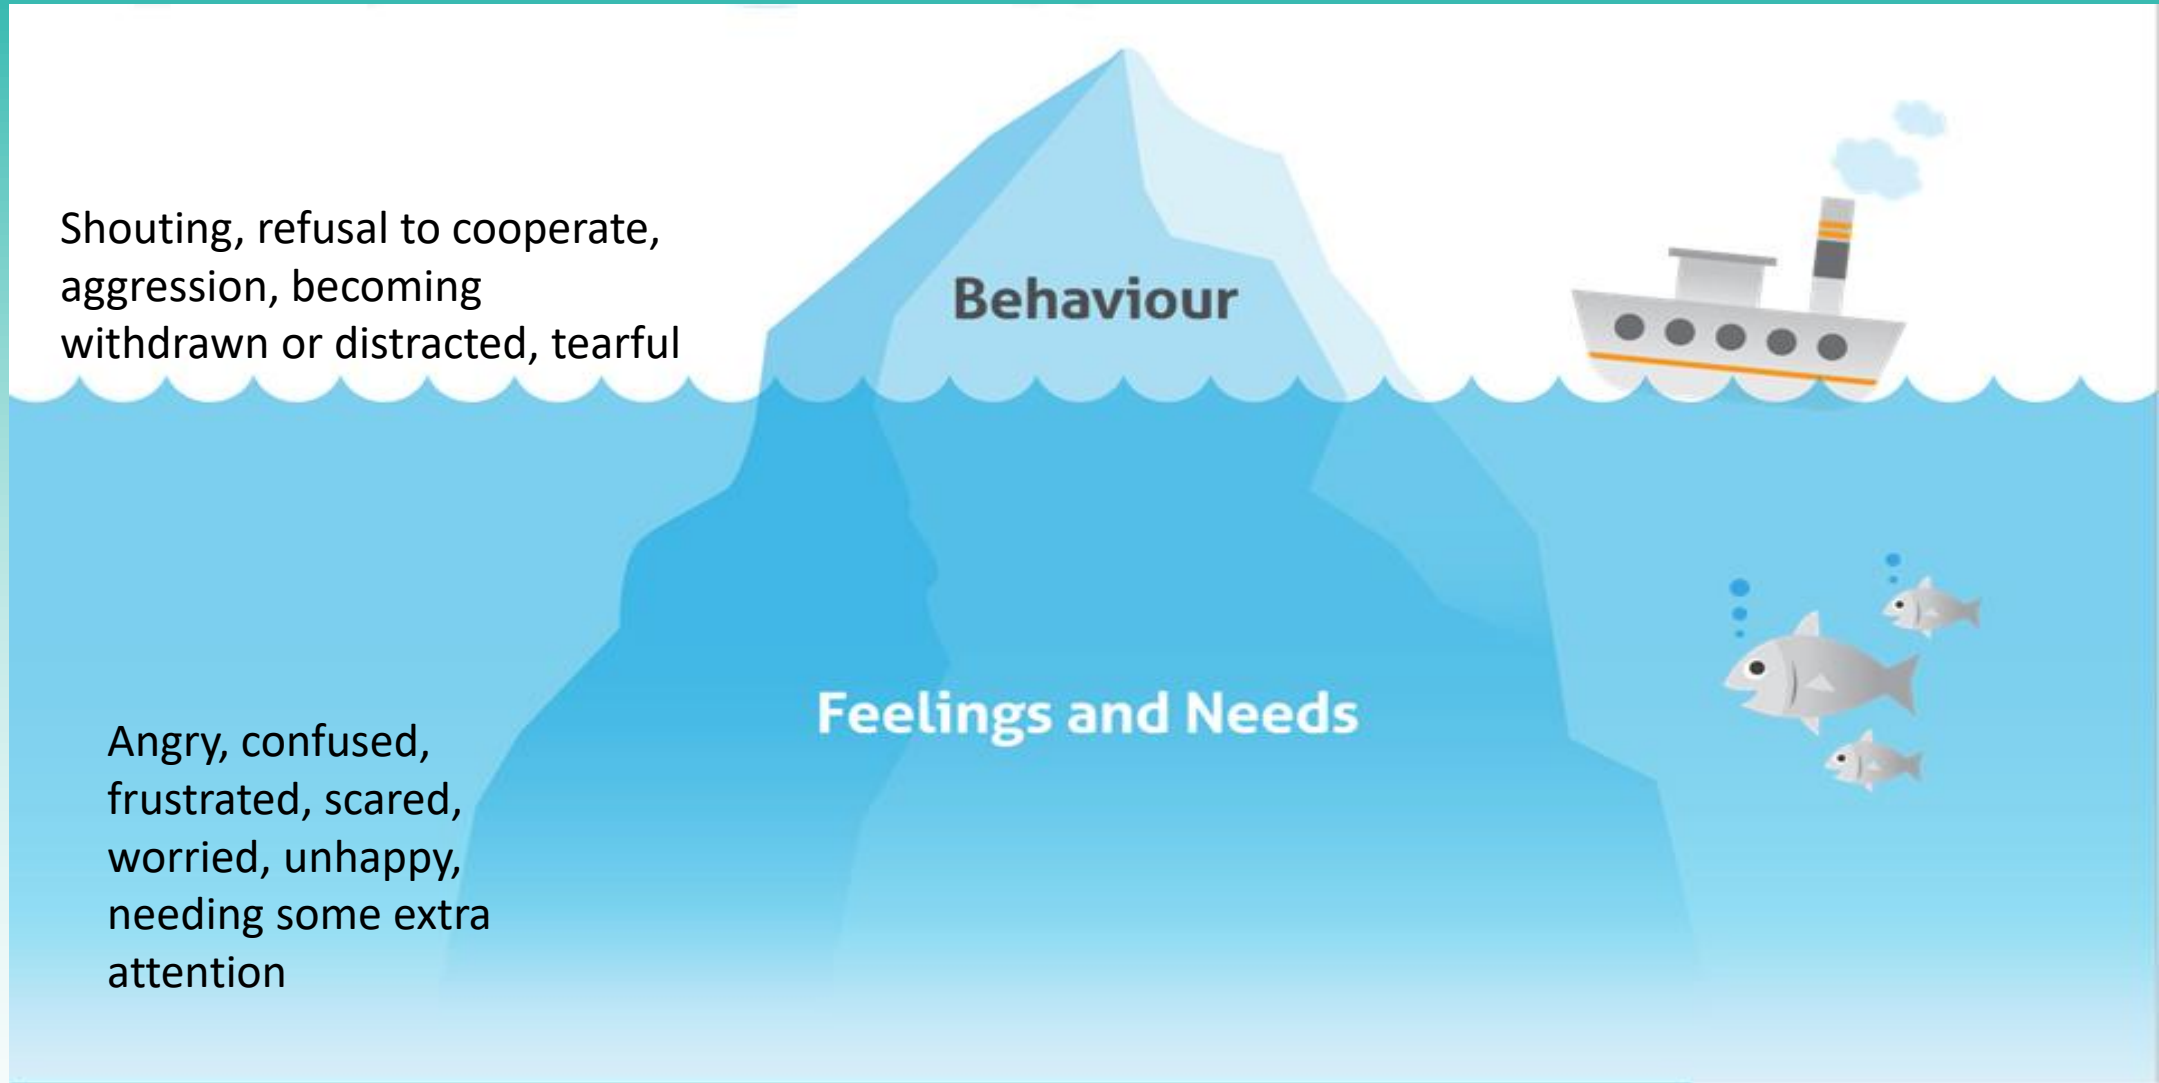 Shouting, refusal to cooperate,
aggression, becoming
withdrawn or distracted, tearful
Behaviour
Feelings and Needs
Angry, confused,
frustrated, scared,
worried, unhappy,
needing some extra
attention